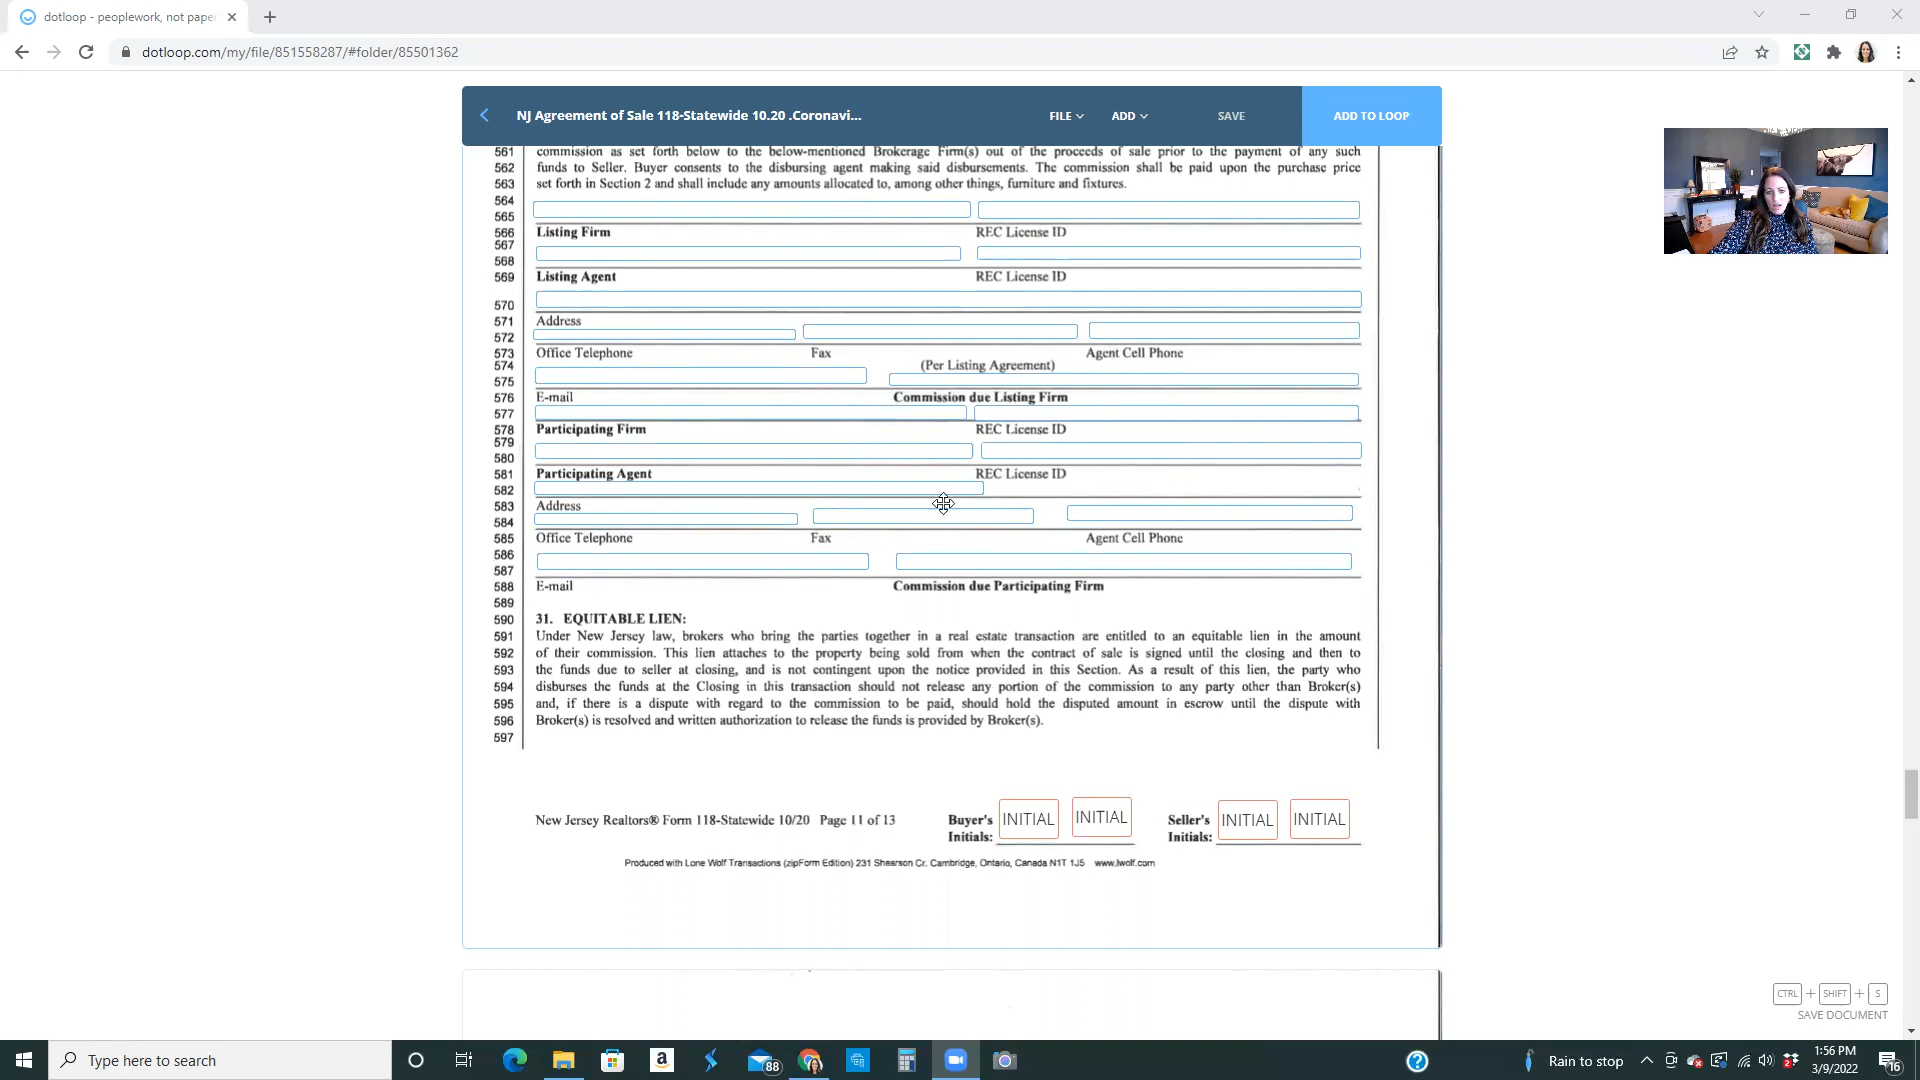 dotloop - peoplework, not pape
dotloop.com/my/file/851558287/#folder/85501362
NJ Agreement of Sale 118-Statewide 10.20 .Coronavi...
FILE
ADD
SAVE
ADD TO LOOP
561 commission as set forth below to the below-mentioned Brokerage Firm(s) out of the proceeds of sale prior to the payment of any such
562 funds to Seller. Buyer consents to the disbursing agent making said disbursements. The commission shall be paid upon the purchase price
563 set forth in Section 2 and shall include any amounts allocated to, among other things, furniture and fixtures.
564
565
566 Listing Firm REC License ID
567
568
569 Listing Agent REC License ID
570
571 Address
572
573 Office Telephone Fax Agent Cell Phone
574 (Per Listing Agreement)
575
576 E-mail Commission due Listing Firm
577
578 Participating Firm REC License ID
579
580
581 Participating Agent REC License ID
582
583 Address
584
585 Office Telephone Fax Agent Cell Phone
586
587
588 E-mail Commission due Participating Firm
589
590 31. EQUITABLE LIEN:
591 Under New Jersey law, brokers who bring the parties together in a real estate transaction are entitled to an equitable lien in the amount
592 of their commission. This lien attaches to the property being sold from when the contract of sale is signed until the closing and then to
593 the funds due to seller at closing, and is not contingent upon the notice provided in this Section. As a result of this lien, the party who
594 disburses the funds at the Closing in this transaction should not release any portion of the commission to any party other than Broker(s)
595 and, if there is a dispute with regard to the commission to be paid, should hold the disputed amount in escrow until the dispute with
596 Broker(s) is resolved and written authorization to release the funds is provided by Broker(s).
597
New Jersey Realtors® Form 118-Statewide 10/20 Page 11 of 13
Buyer's
Initials:
INITIAL
INITIAL
Seller's
Initials:
INITIAL
INITIAL
Produced with Lone Wolf Transactions (zipForm Edition) 231 Shearson Cr. Cambridge, Ontario, Canada N1T 1J5 www.lwolf.com
CTRL + SHIFT + S
SAVE DOCUMENT
Type here to search
88
Rain to stop
2
1:56 PM
3/9/2022
16